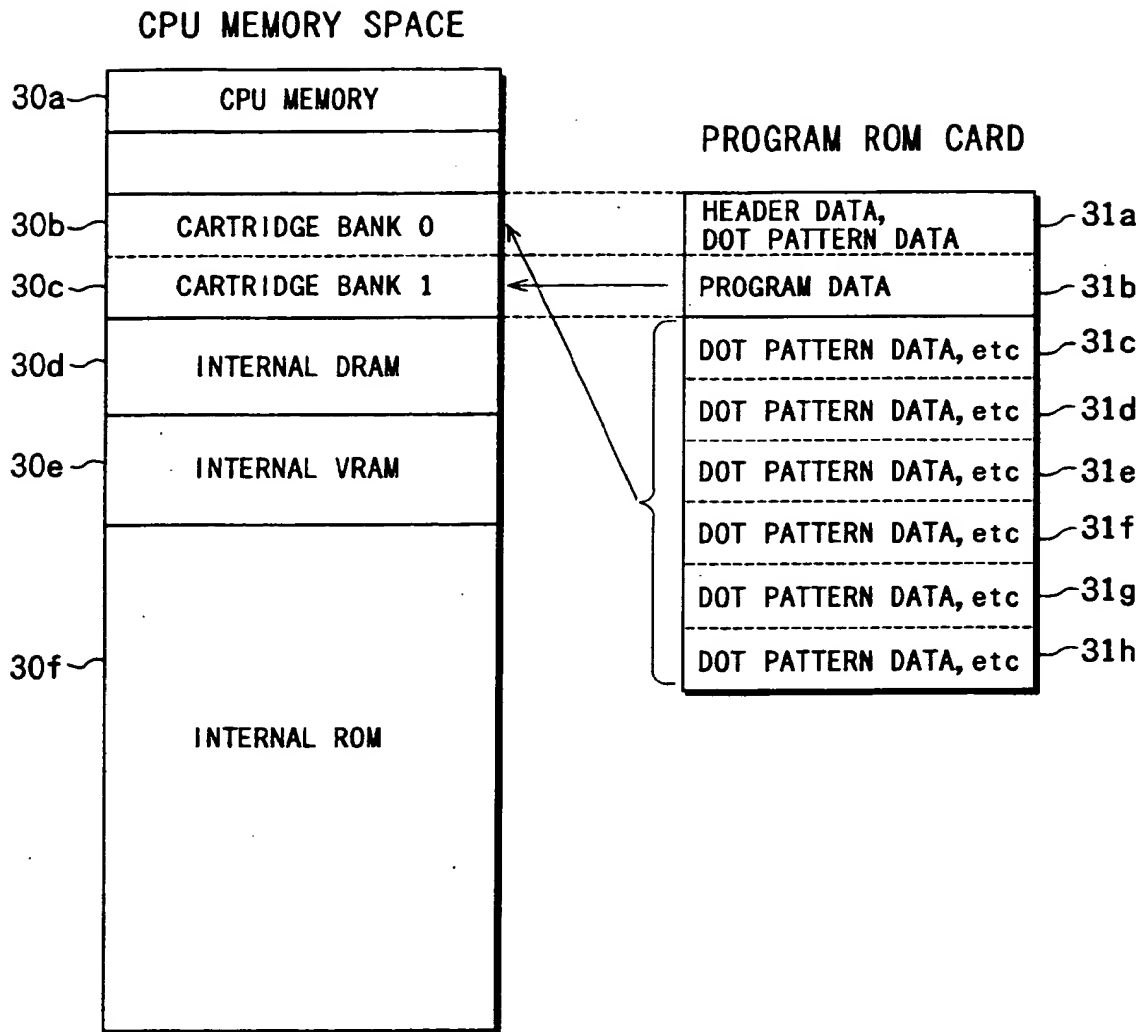 CPU MEMORY SPACE
30a
CPU MEMORY
30b
CARTRIDGE BANK 0
30c
CARTRIDGE BANK 1
30d
INTERNAL DRAM
30e
INTERNAL VRAM
30f
INTERNAL ROM
PROGRAM ROM CARD
HEADER DATA,
DOT PATTERN DATA
31a
PROGRAM DATA
31b
DOT PATTERN DATA, etc
31c
DOT PATTERN DATA, etc
31d
DOT PATTERN DATA, etc
31e
DOT PATTERN DATA, etc
31f
DOT PATTERN DATA, etc
31g
DOT PATTERN DATA, etc
31h